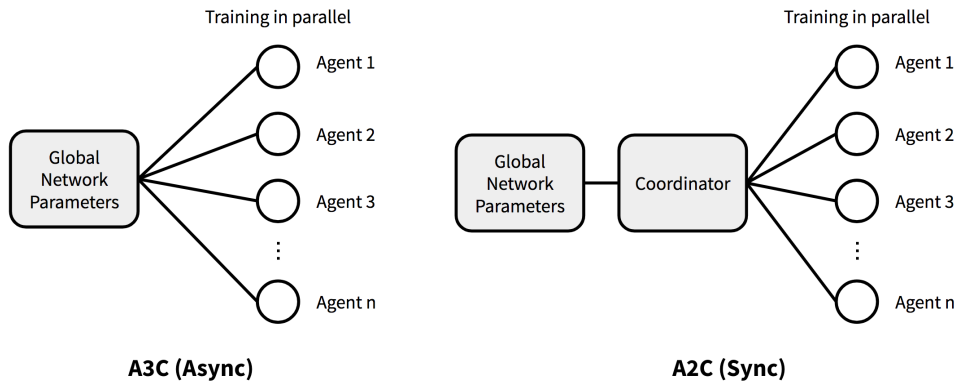 Training in parallel
Agent 1
Agent 2
Agent 3
Agent n
Global
Network
Parameters
A3C (Async)
Training in parallel
Agent 1
Agent 2
Agent 3
Agent n
Global
Network
Parameters
Coordinator
A2C (Sync)